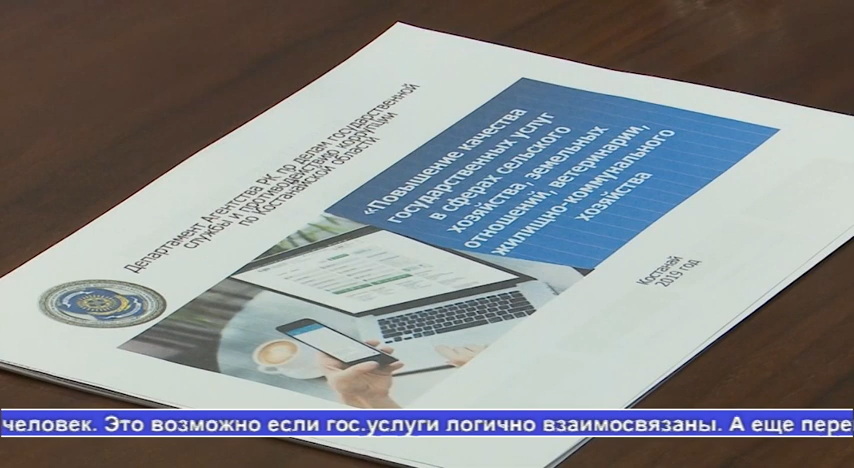 Департамент Агентства РК по делам государственной
службы и противодействию коррупции
по Костанайской области
«Повышение качества
государственных услуг
в сферах сельского
хозяйства, земельных
отношений, ветеринарии,
жилищно-коммунального
хозяйства
Костанай
2019 год
человек. Это возможно если гос.услуги логично взаимосвязаны. А еще пере